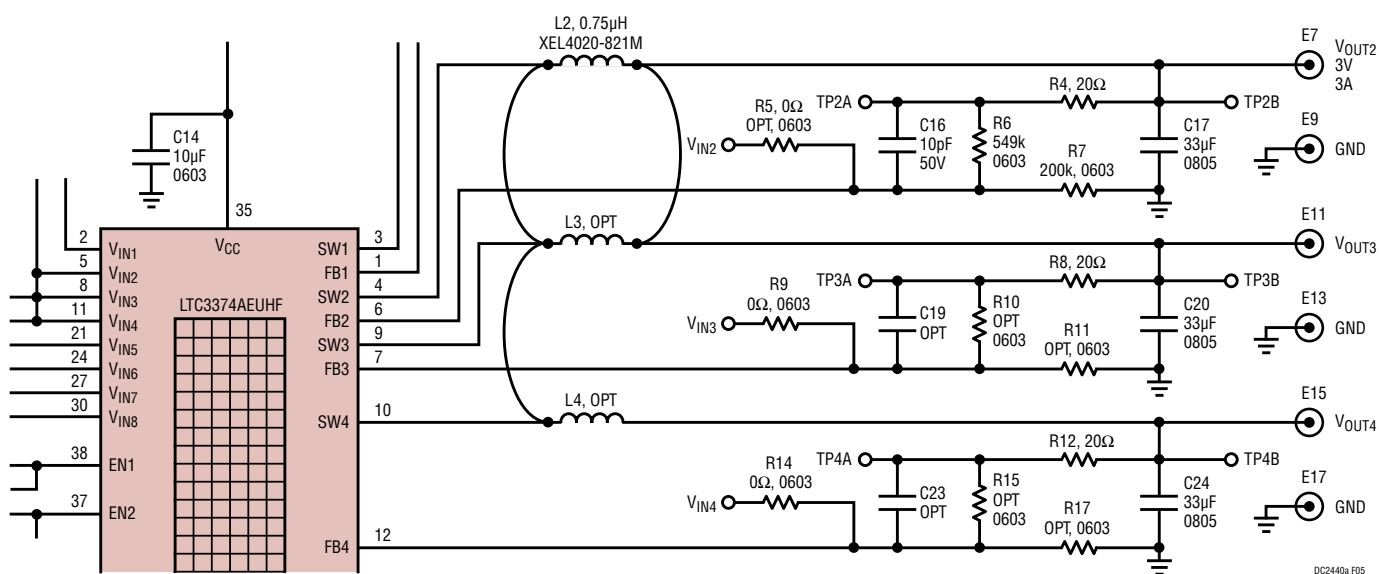 L2, 0.75µH
XEL4020-821M
E7
VOUT2
3V
3A
R4, 20Ω
TP2A
TP2B
R5, 0Ω
OPT, 0603
C14
10µF
0603
C16
10pF
50V
R6
549k
0603
C17
33µF
0805
E9
GND
VIN2
R7
200k, 0603
35
L3, OPT
E11
VOUT3
2
VIN1
VCC
SW1
3
5
VIN2
FB1
1
8
VIN3
LTC3374AEUHF
SW2
4
11
VIN4
FB2
6
21
VIN5
SW3
9
24
VIN6
FB3
7
27
VIN7
30
VIN8
SW4
10
38
EN1
37
EN2
FB4
12
R8, 20Ω
TP3A
TP3B
R9
0Ω, 0603
C19
OPT
R10
OPT
0603
C20
33µF
0805
E13
GND
VIN3
R11
OPT, 0603
L4, OPT
E15
VOUT4
R12, 20Ω
TP4A
TP4B
R14
0Ω, 0603
C23
OPT
R15
OPT
0603
C24
33µF
0805
E17
GND
VIN4
R17
OPT, 0603
DC2440a F05